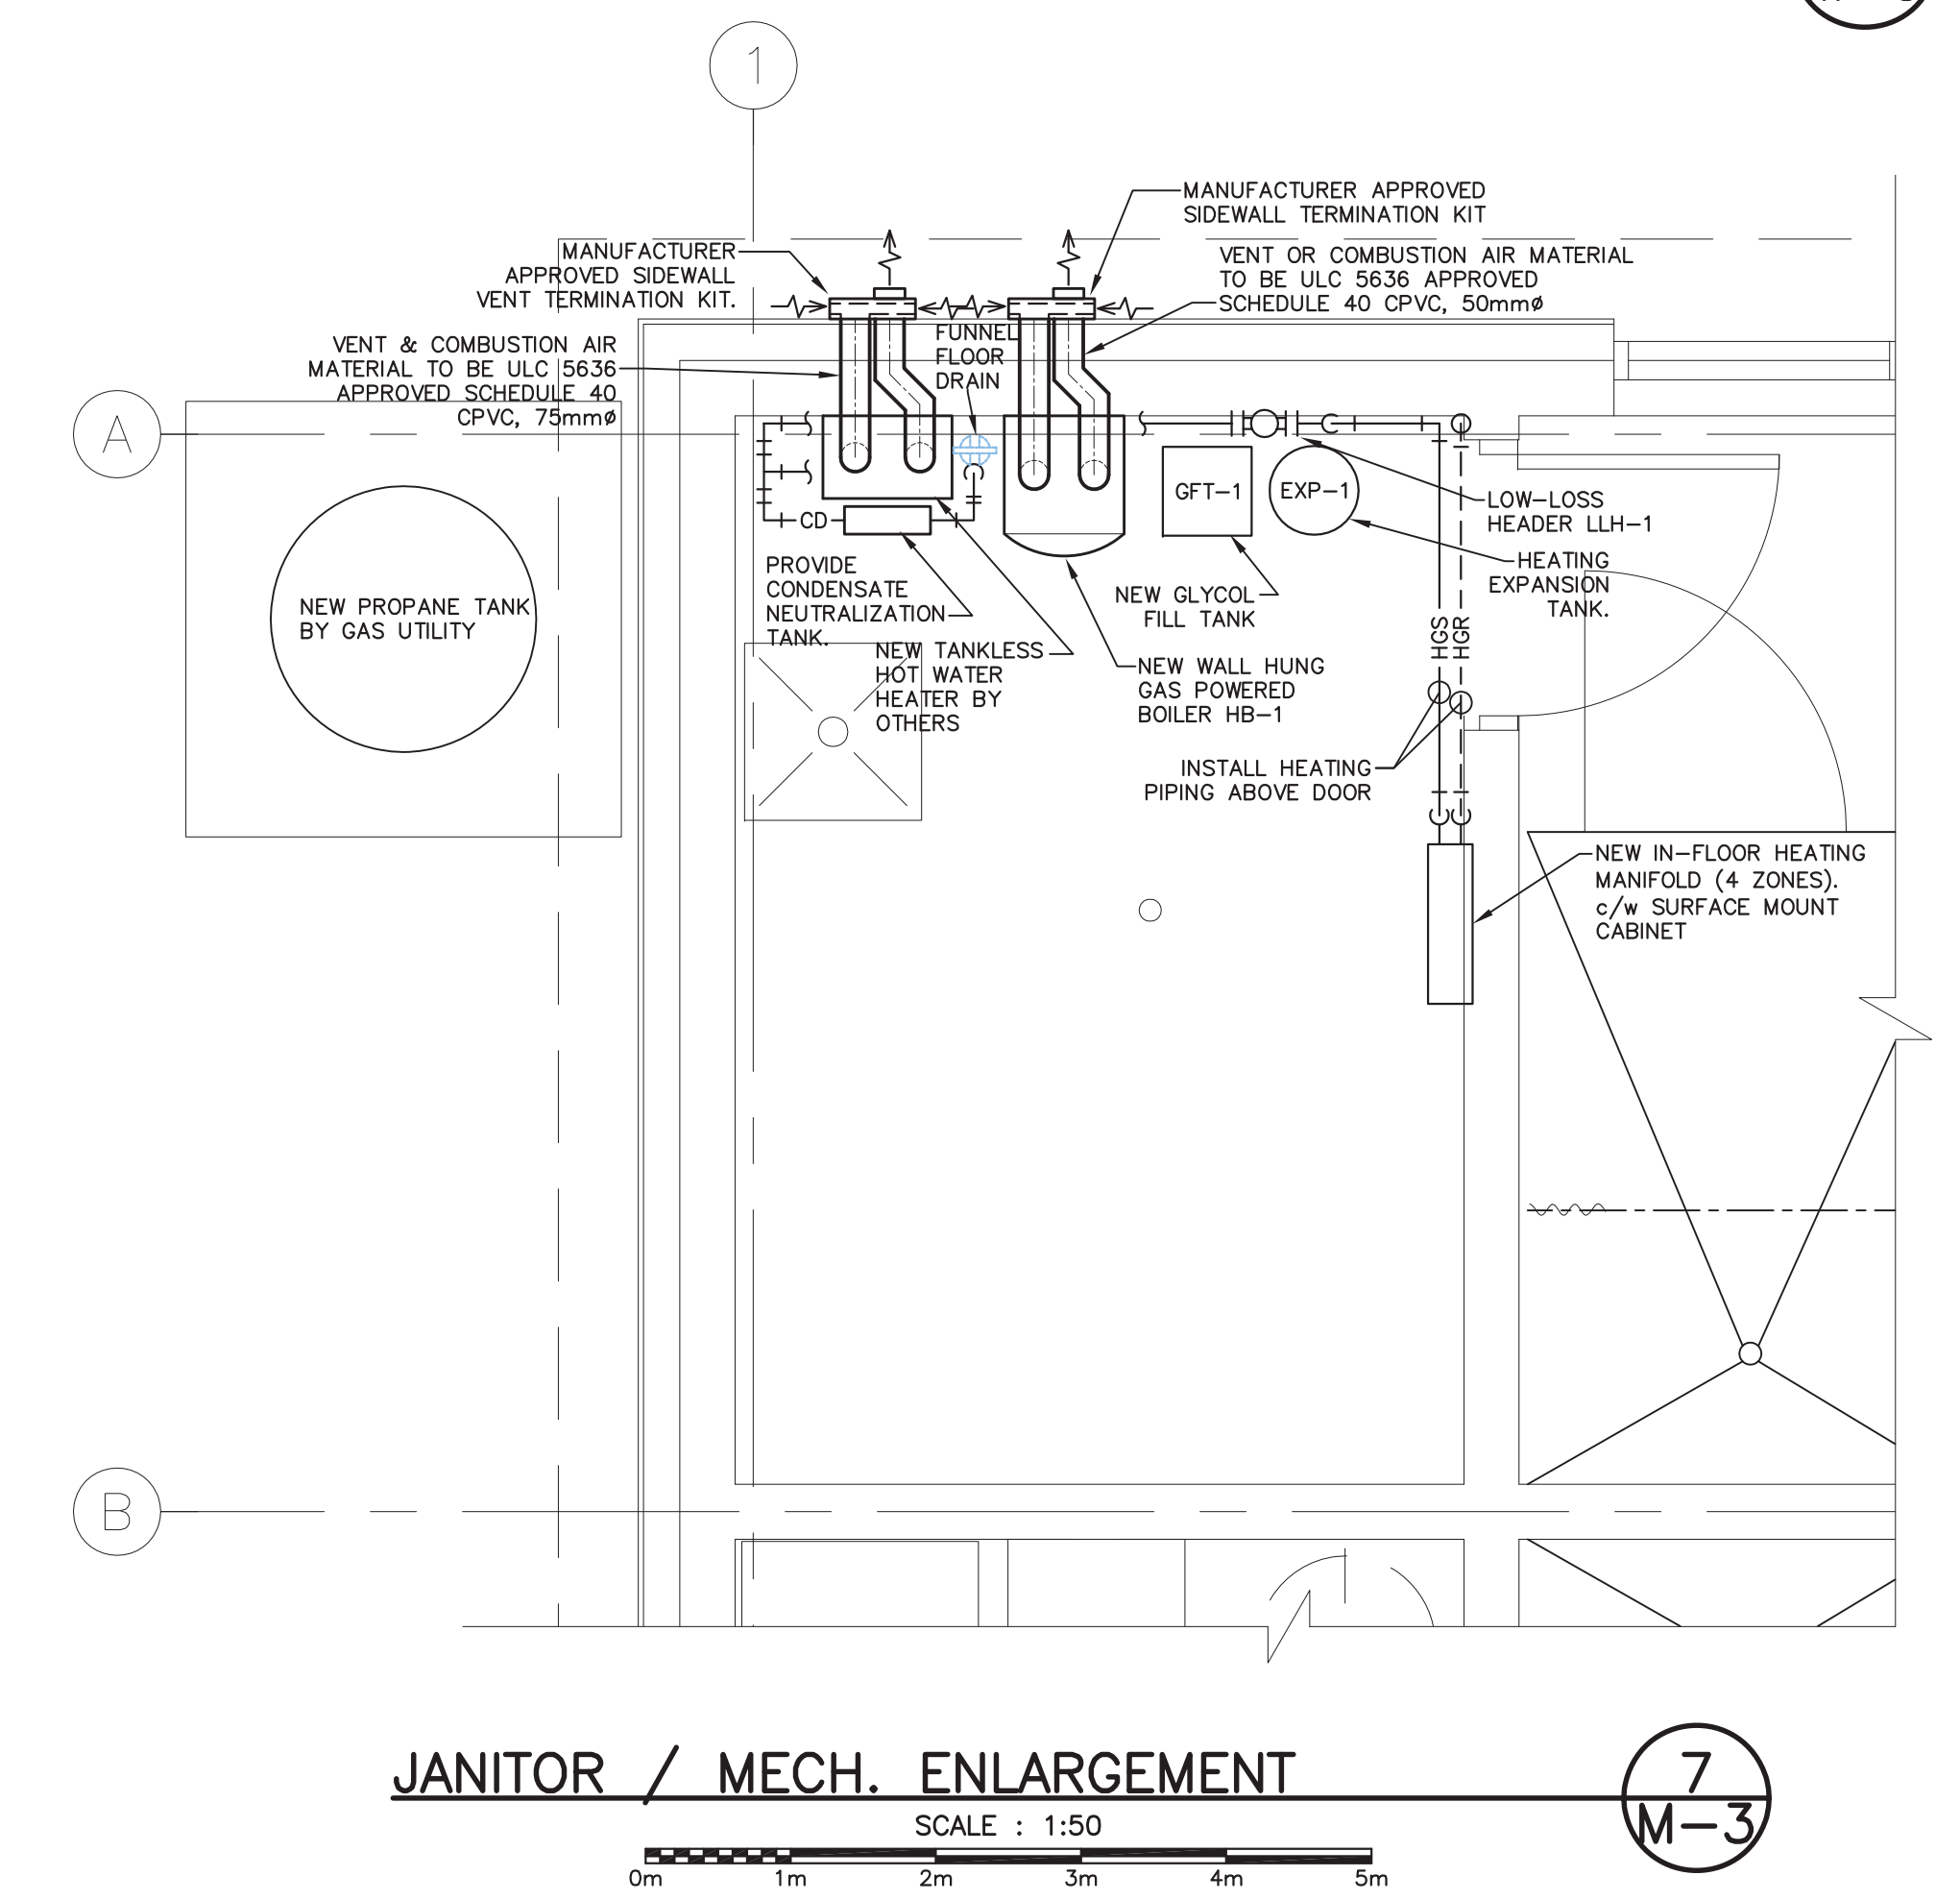 1
MANUFACTURER APPROVED
SIDEWALL TERMINATION KIT
MANUFACTURER
APPROVED SIDEWALL
VENT TERMINATION KIT.
VENT OR COMBUSTION AIR MATERIAL
TO BE ULC 5636 APPROVED
SCHEDULE 40 CPVC, 50mmø
VENT & COMBUSTION AIR
MATERIAL TO BE ULC 5636
APPROVED SCHEDULE 40
CPVC, 75mmø
FUNNEL
FLOOR
DRAIN
A
GFT-1
EXP-1
CD
LOW-LOSS
HEADER LLH-1
HEATING
EXPANSION
TANK.
PROVIDE
CONDENSATE
NEUTRALIZATION
TANK.
NEW GLYCOL
FILL TANK
NEW PROPANE TANK
BY GAS UTILITY
HGS
HGR
NEW TANKLESS
HOT WATER
HEATER BY
OTHERS
NEW WALL HUNG
GAS POWERED
BOILER HB-1
INSTALL HEATING
PIPING ABOVE DOOR
NEW IN-FLOOR HEATING
MANIFOLD (4 ZONES).
c/w SURFACE MOUNT
CABINET
B
JANITOR / MECH. ENLARGEMENT
7
M-3
SCALE : 1:50
0m 1m 2m 3m 4m 5m